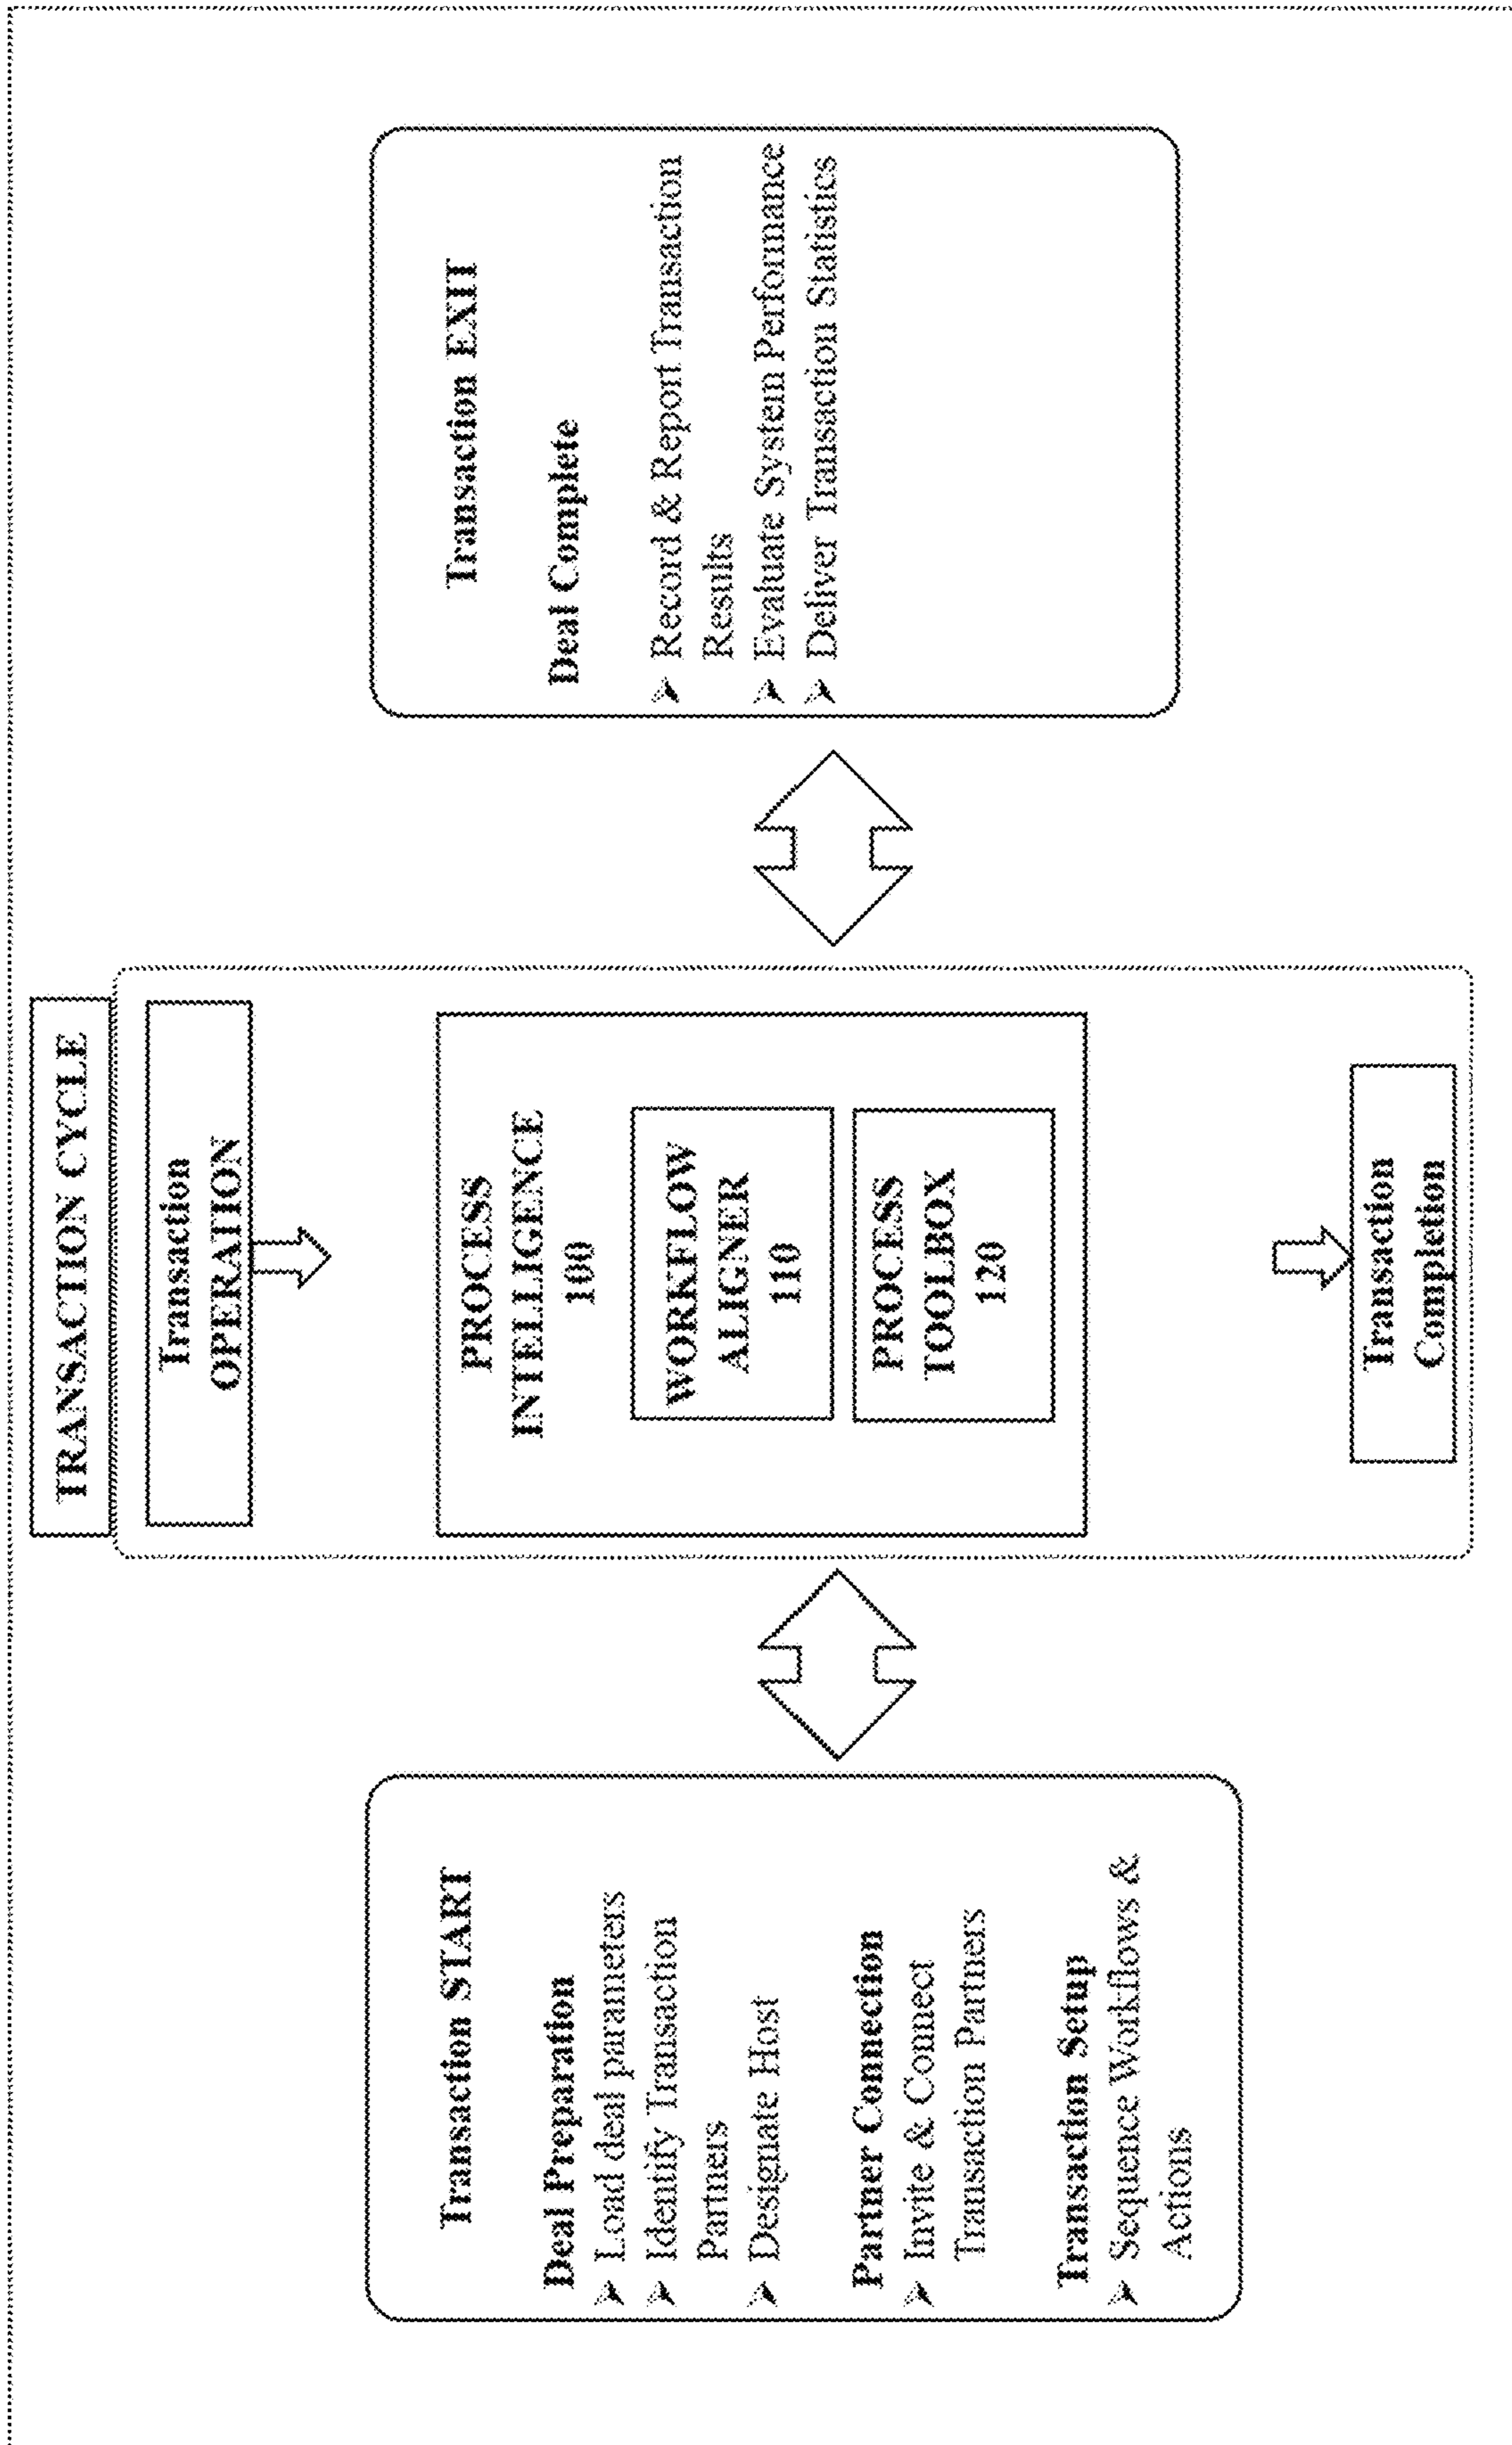 TRANSACTION CYCLE
Transaction START
Deal Preparation
➢ Load deal parameters
➢ Identify Transaction
Partners
➢ Designate Host
Partner Connection
➢ Invite & Connect
Transaction Partners
Transaction Setup
➢ Sequence Workflows &
Actions
Transaction
OPERATION
PROCESS
INTELLIGENCE
100
WORKFLOW
ALIGNER
110
PROCESS
TOOLBOX
120
Transaction
Completion
Transaction EXIT
Deal Complete
➢ Record & Report Transaction
Results
➢ Evaluate System Performance
➢ Deliver Transaction Statistics